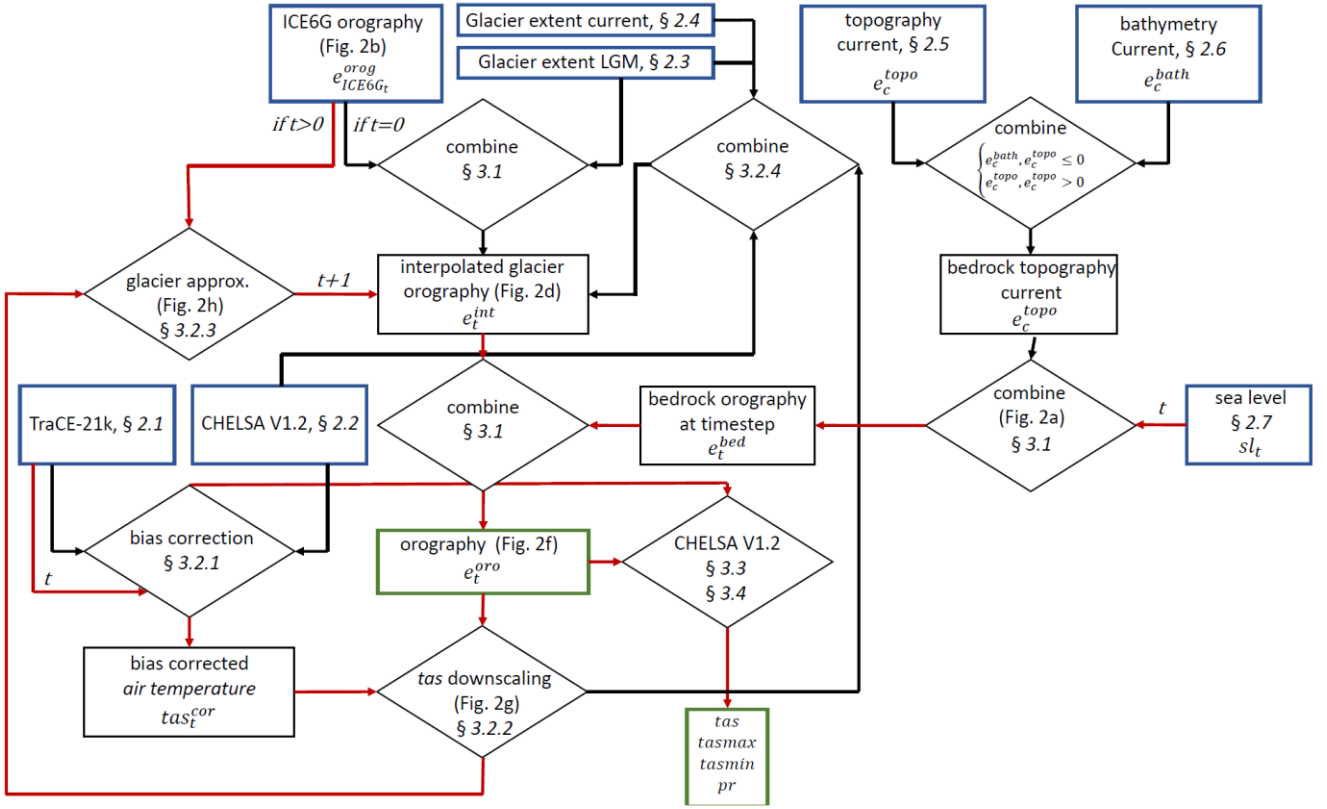 ICE6G orography
(Fig. 2b)
e_{ICE6G_t}^{orog}
Glacier extent current, § 2.4
Glacier extent LGM, § 2.3
topography
current, § 2.5
e_c^{topo}
bathymetry
Current, § 2.6
e_c^{bath}
if t>0
if t=0
combine
§ 3.1
combine
§ 3.2.4
combine
{e_c^{bath}, e_c^{topo} ≤ 0
e_c^{topo}, e_c^{topo} > 0
glacier approx.
(Fig. 2h)
§ 3.2.3
t+1
interpolated glacier
orography (Fig. 2d)
e_t^{int}
bedrock topography
current
e_c^{topo}
TraCE-21k, § 2.1
CHELSA V1.2, § 2.2
combine
§ 3.1
bedrock orography
at timestep
e_t^{bed}
combine
(Fig. 2a)
§ 3.1
t
sea level
§ 2.7
sl_t
bias correction
§ 3.2.1
t
orography (Fig. 2f)
e_t^{oro}
CHELSA V1.2
§ 3.3
§ 3.4
bias corrected
air temperature
tas_t^{cor}
tas downscaling
(Fig. 2g)
§ 3.2.2
tas
tasmax
tasmin
pr